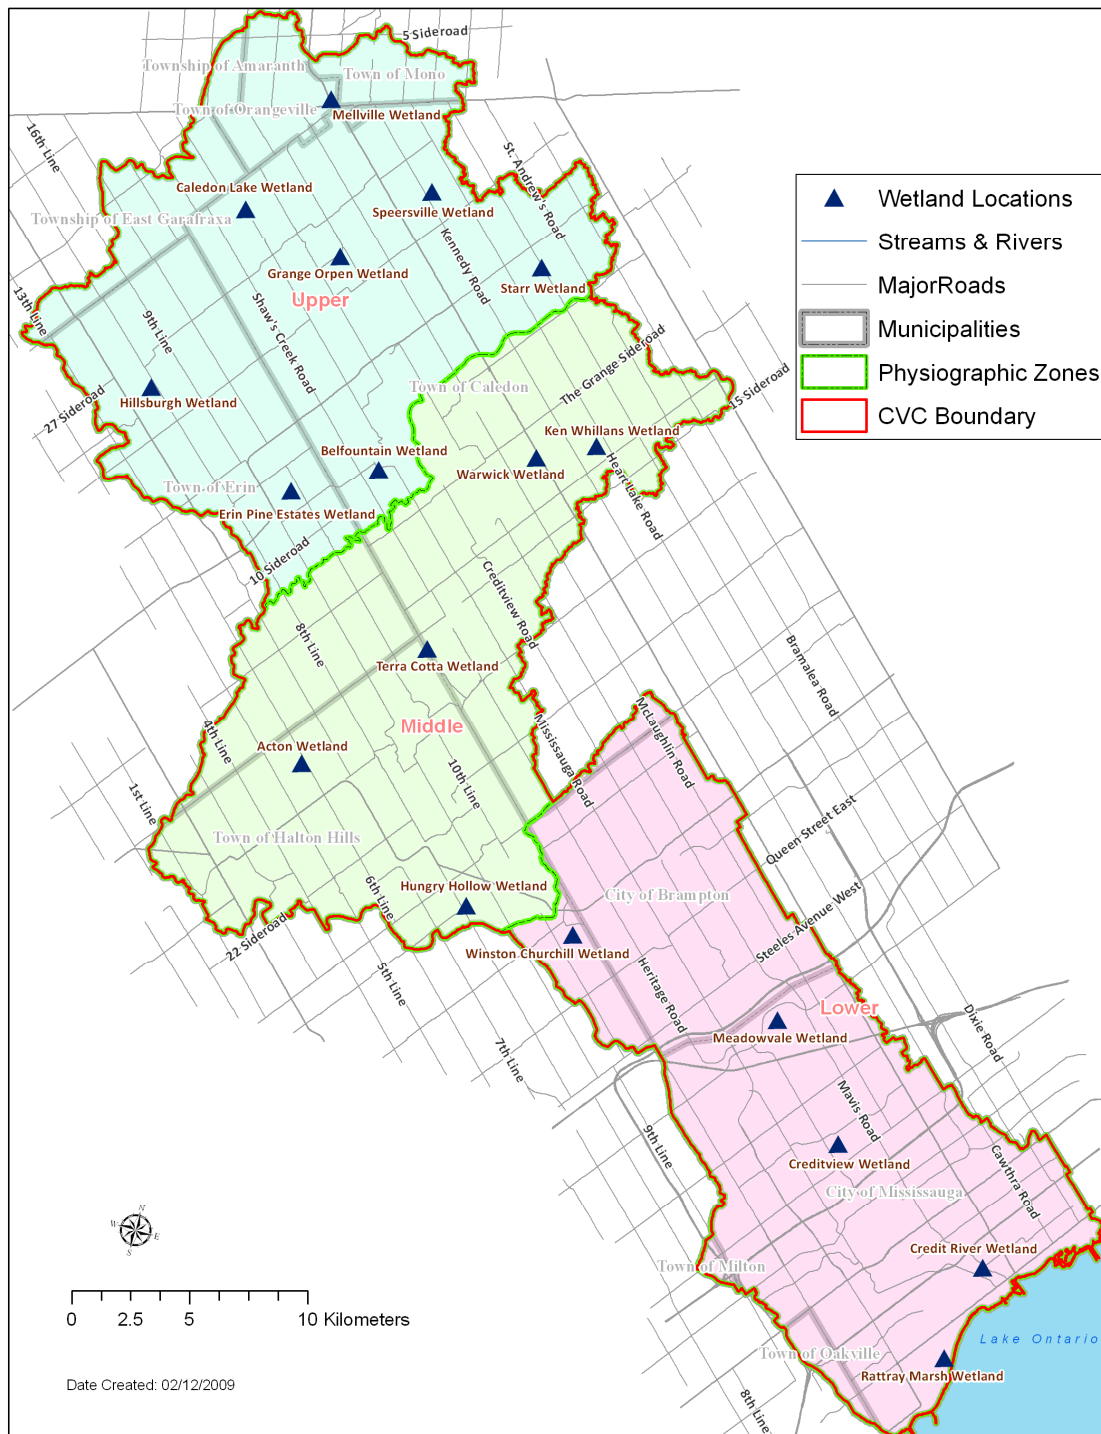 5 Sideroad
Township of Amaranth
Town of Mono
Town of Orangeville
Mellville Wetland
16th Line
St. Andrew's Road
Caledon Lake Wetland
Speersville Wetland
Township of East Garafraxa
Kennedy Road
Grange Orpen Wetland
Starr Wetland
Upper
13th Line
9th Line
Shaw's Creek Road
The Grange Sideroad
Town of Caledon
15 Sideroad
27 Sideroad
Hillsburgh Wetland
Ken Whillans Wetland
Belfountain Wetland
Warwick Wetland
Heart Lake Road
Town of Erin
Erin Pine Estates Wetland
10 Sideroad
Creditview Road
8th Line
Terra Cotta Wetland
Bramalea Road
Middle
Mississauga Road
McLaughlin Road
4th Line
Acton Wetland
10th Line
1st Line
Town of Halton Hills
Queen Street East
Hungry Hollow Wetland
6th Line
City of Brampton
22 Sideroad
Steeles Avenue West
Winston Churchill Wetland
5th Line
Heritage Road
Lower
Dixie Road
Meadowvale Wetland
7th Line
Mavis Road
9th Line
Creditview Wetland
City of Mississauga
Cawthra Road
Credit River Wetland
Town of Milton
Lake Ontario
Town of Oakville
Rattray Marsh Wetland
8th Line
Wetland Locations
Streams & Rivers
MajorRoads
Municipalities
Physiographic Zones
CVC Boundary
N
W
E
S
0 2.5 5 10 Kilometers
Date Created: 02/12/2009